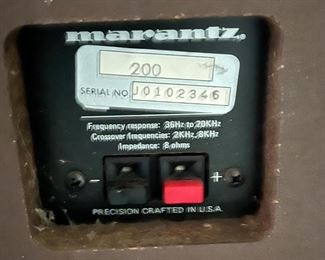 marantz.
200
SERIAL NO. J0102346
Frequency response: 36Hz to 20KHz
Crossover frequencies: 2KHz, 8KHz
Impedance: 8 ohms
- +
PRECISION CRAFTED IN U.S.A.